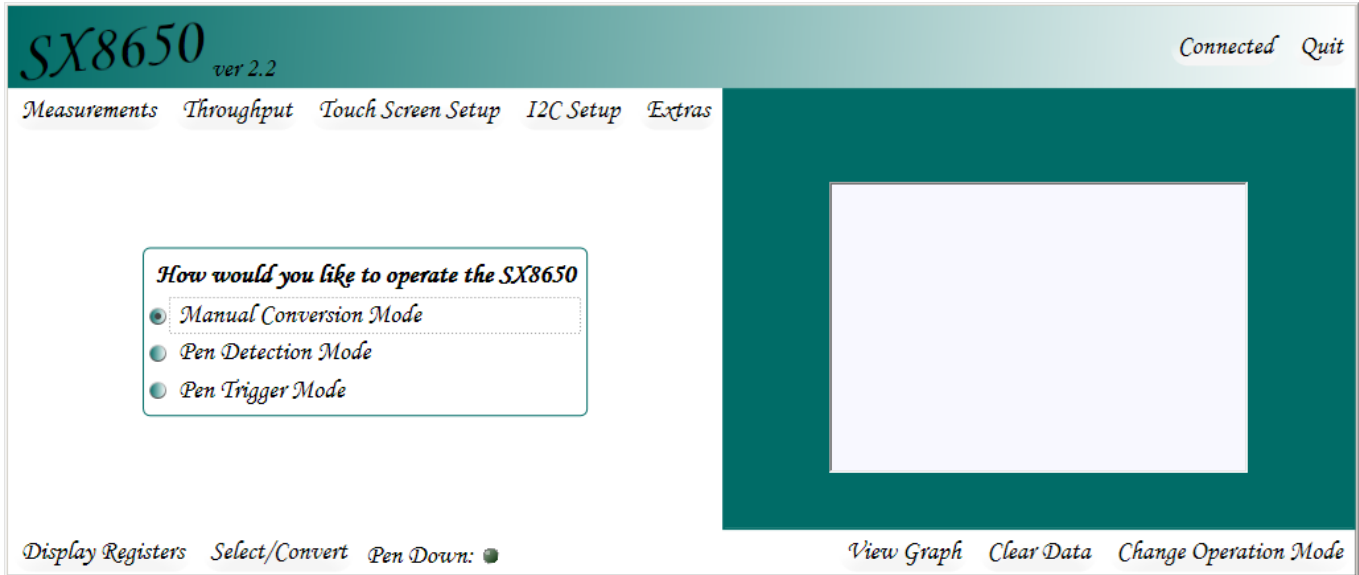 SX8650 ver 2.2
Connected Quit
Measurements Throughput Touch Screen Setup I2C Setup Extras
How would you like to operate the SX8650
Manual Conversion Mode
Pen Detection Mode
Pen Trigger Mode
Display Registers Select/Convert Pen Down:
View Graph Clear Data Change Operation Mode